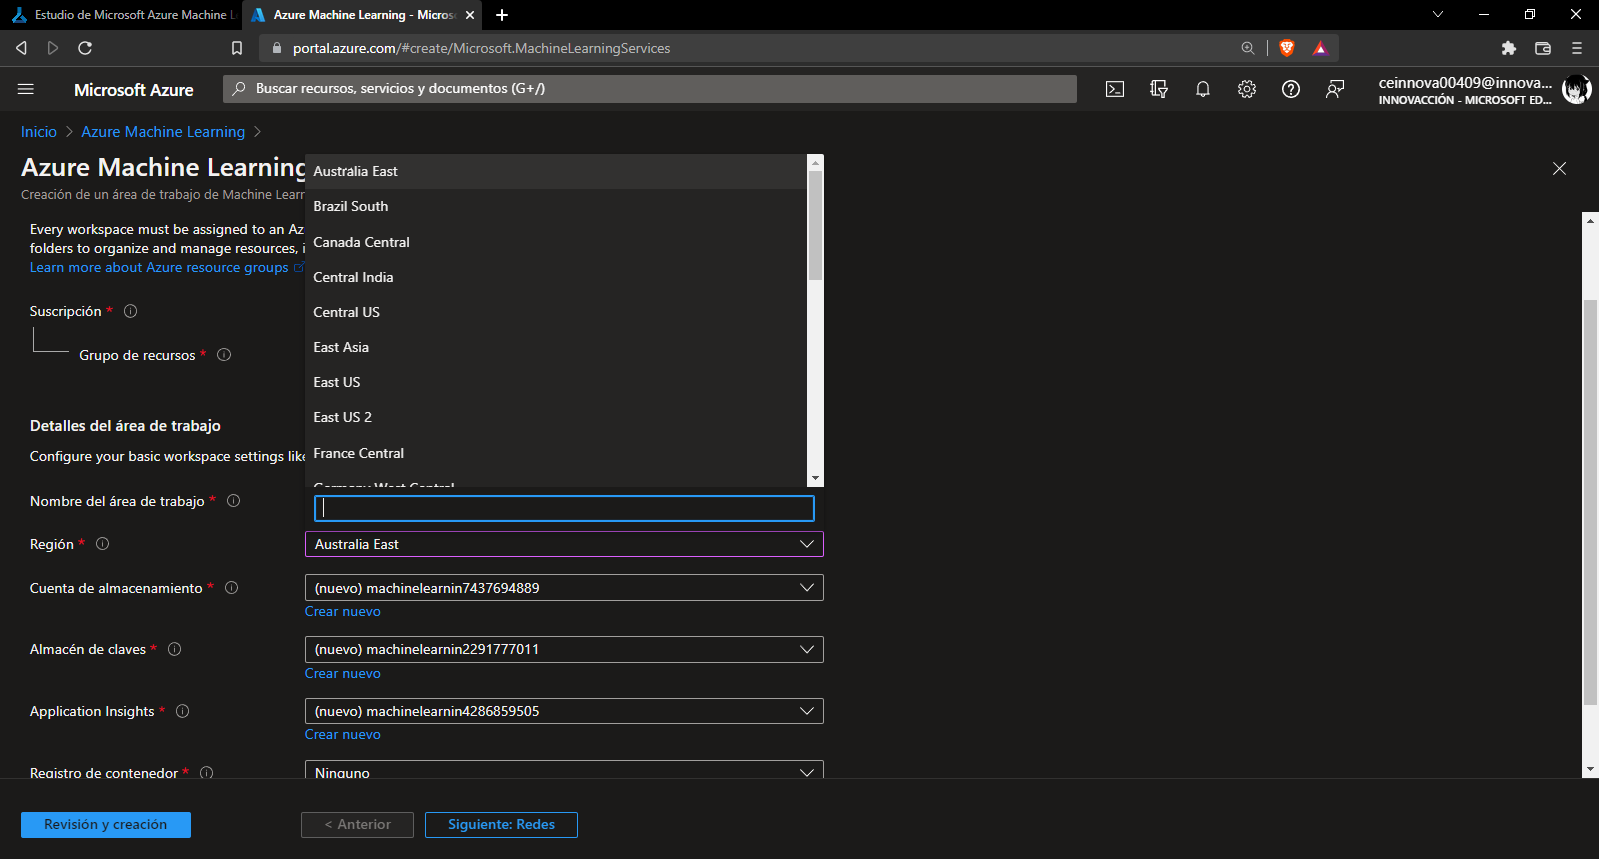 Estudio de Microsoft Azure Machine L
Azure Machine Learning - Micros
portal.azure.com/#create/Microsoft.MachineLearningServices
Microsoft Azure
Buscar recursos, servicios y documentos (G+/)
ceinnova00409@innova...
INNOVACCIÓN - MICROSOFT ED...
Inicio > Azure Machine Learning >
Azure Machine Learning
Creación de un área de trabajo de Machine Lear
Every workspace must be assigned to an Az
folders to organize and manage resources, i
Learn more about Azure resource groups
Suscripción *
Grupo de recursos *
Detalles del área de trabajo
Configure your basic workspace settings like
Australia East
Brazil South
Canada Central
Central India
Central US
East Asia
East US
East US 2
France Central
Germany West Central
Nombre del área de trabajo *
Región *
Australia East
Cuenta de almacenamiento *
(nuevo) machinelearnin7437694889
Crear nuevo
Almacén de claves *
(nuevo) machinelearnin2291777011
Crear nuevo
Application Insights *
(nuevo) machinelearnin4286859505
Crear nuevo
Registro de contenedor *
Ninguno
Revisión y creación
< Anterior
Siguiente: Redes